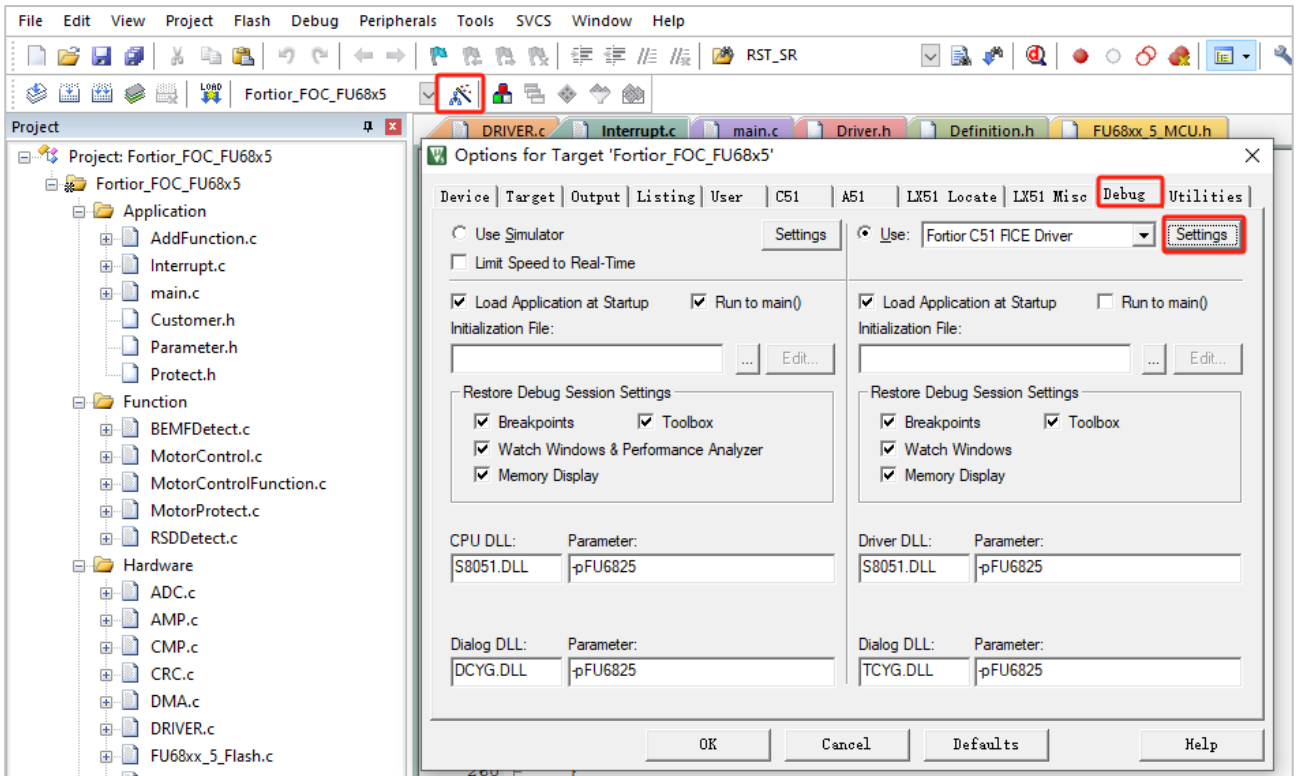 File Edit View Project Flash Debug Peripherals Tools SVCS Window Help
RST_SR
LOAD Fortior_FOC_FU68x5
Project
DRIVER.c Interrupt.c main.c Driver.h Definition.h FU68xx_5_MCU.h
Project: Fortior_FOC_FU68x5
Fortior_FOC_FU68x5
Application
AddFunction.c
Interrupt.c
main.c
Customer.h
Parameter.h
Protect.h
Function
BEMFDetect.c
MotorControl.c
MotorControlFunction.c
MotorProtect.c
RSDDetect.c
Hardware
ADC.c
AMP.c
CMP.c
CRC.c
DMA.c
DRIVER.c
FU68xx_5_Flash.c
Options for Target 'Fortior_FOC_FU68x5'
Device Target Output Listing User C51 A51 LX51 Locate LX51 Misc Debug Utilities
Use Simulator Settings
Limit Speed to Real-Time
Load Application at Startup Run to main()
Initialization File:
... Edit...
Restore Debug Session Settings
Breakpoints Toolbox
Watch Windows & Performance Analyzer
Memory Display
CPU DLL: Parameter:
S8051.DLL -pFU6825
Dialog DLL: Parameter:
DCYG.DLL -pFU6825
Use: Fortior C51 FICE Driver Settings
Load Application at Startup Run to main()
Initialization File:
... Edit...
Restore Debug Session Settings
Breakpoints Toolbox
Watch Windows
Memory Display
Driver DLL: Parameter:
S8051.DLL -pFU6825
Dialog DLL: Parameter:
TCYG.DLL -pFU6825
OK Cancel Defaults Help